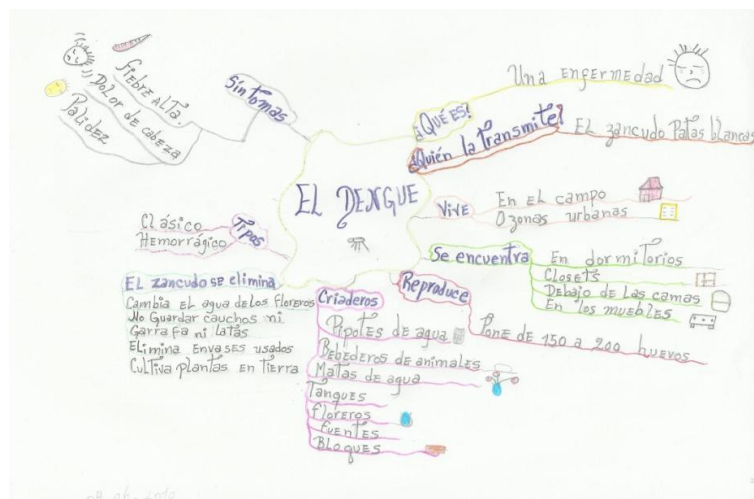 EL DENGUE
¿QUÉ ES?
Una enfermedad
¿Quién la transmite?
El zancudo Patas blancas
Vive
En El campo
O zonas urbanas
Se encuentra
En dormitorios
Closets
Debajo de Las camas
En los muebles
Reproduce
Pone de 150 a 200 huevos
Criaderos
Pipotes de agua
Bebederos de animales
Matas de agua
Tanques
floreros
fuentes
Bloques
El zancudo se elimina
Cambia El agua de los floreros
No Guardar cauchos ni
Garrafa ni Latas
Elimina Envases usados
Cultiva plantas en Tierra
Tipos
Clásico
Hemorrágico
Síntomas
fiebre alta.
Dolor de cabeza
Palidez